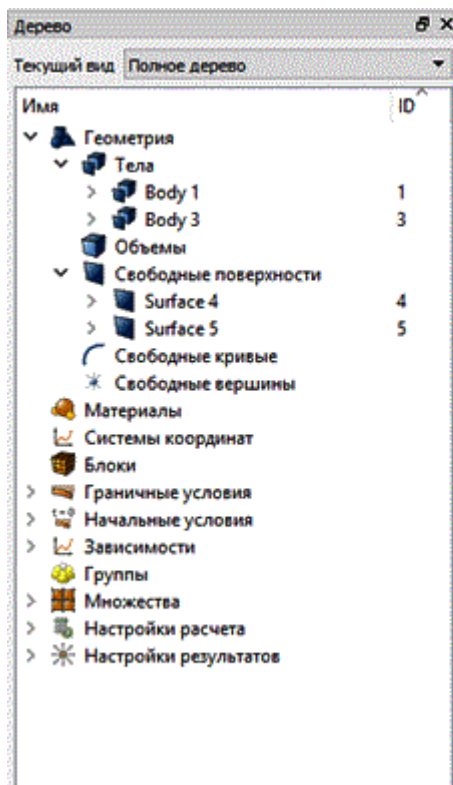 Дерево
Текущий вид Полное дерево
Имя ID
Геометрия
Тела
Body 1 1
Body 3 3
Объемы
Свободные поверхности
Surface 4 4
Surface 5 5
Свободные кривые
Свободные вершины
Материалы
Системы координат
Блоки
Граничные условия
Начальные условия
Зависимости
Группы
Множества
Настройки расчета
Настройки результатов